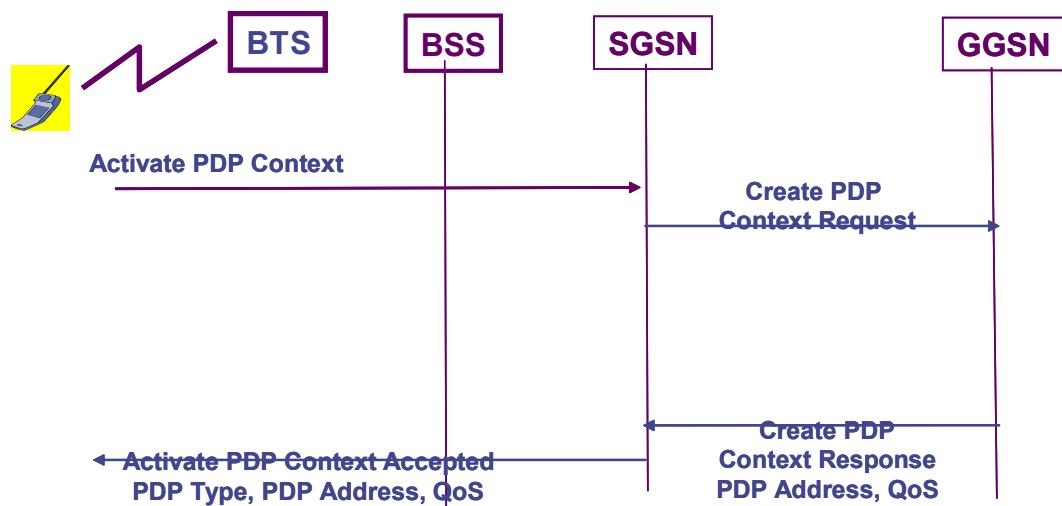 BTS
BSS
SGSN
GGSN
Activate PDP Context
Create PDP
Context Request
Create PDP
Context Response
PDP Address, QoS
Activate PDP Context Accepted
PDP Type, PDP Address, QoS